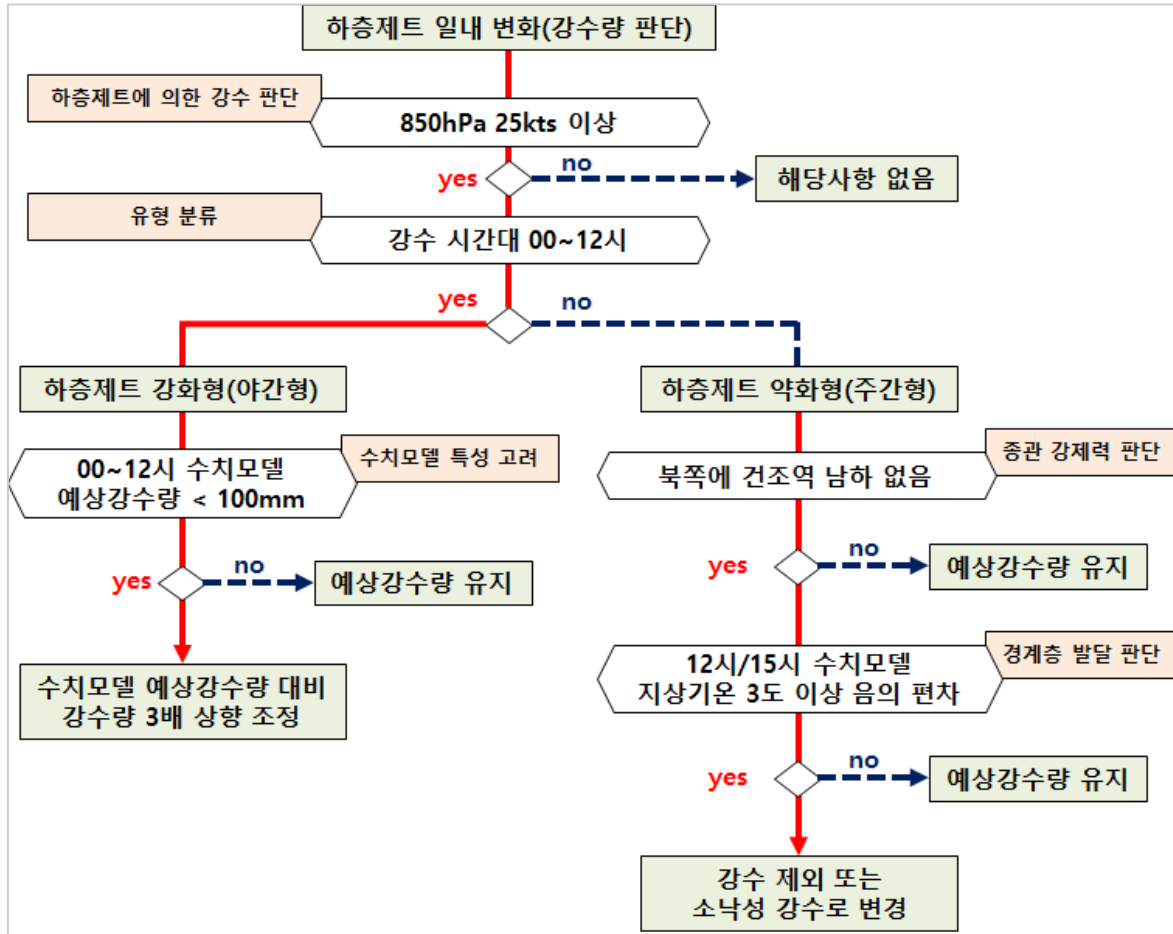 하층제트 일내 변화(강수량 판단)
하층제트에 의한 강수 판단
850hPa 25kts 이상
yes
no
해당사항 없음
유형 분류
강수 시간대 00~12시
yes
no
하층제트 강화형(야간형)
하층제트 약화형(주간형)
수치모델 특성 고려
00~12시 수치모델
예상강수량 < 100mm
종관 강제력 판단
북쪽에 건조역 남하 없음
yes
no
예상강수량 유지
yes
no
예상강수량 유지
수치모델 예상강수량 대비
강수량 3배 상향 조정
경계층 발달 판단
12시/15시 수치모델
지상기온 3도 이상 음의 편차
yes
no
예상강수량 유지
강수 제외 또는
소낙성 강수로 변경